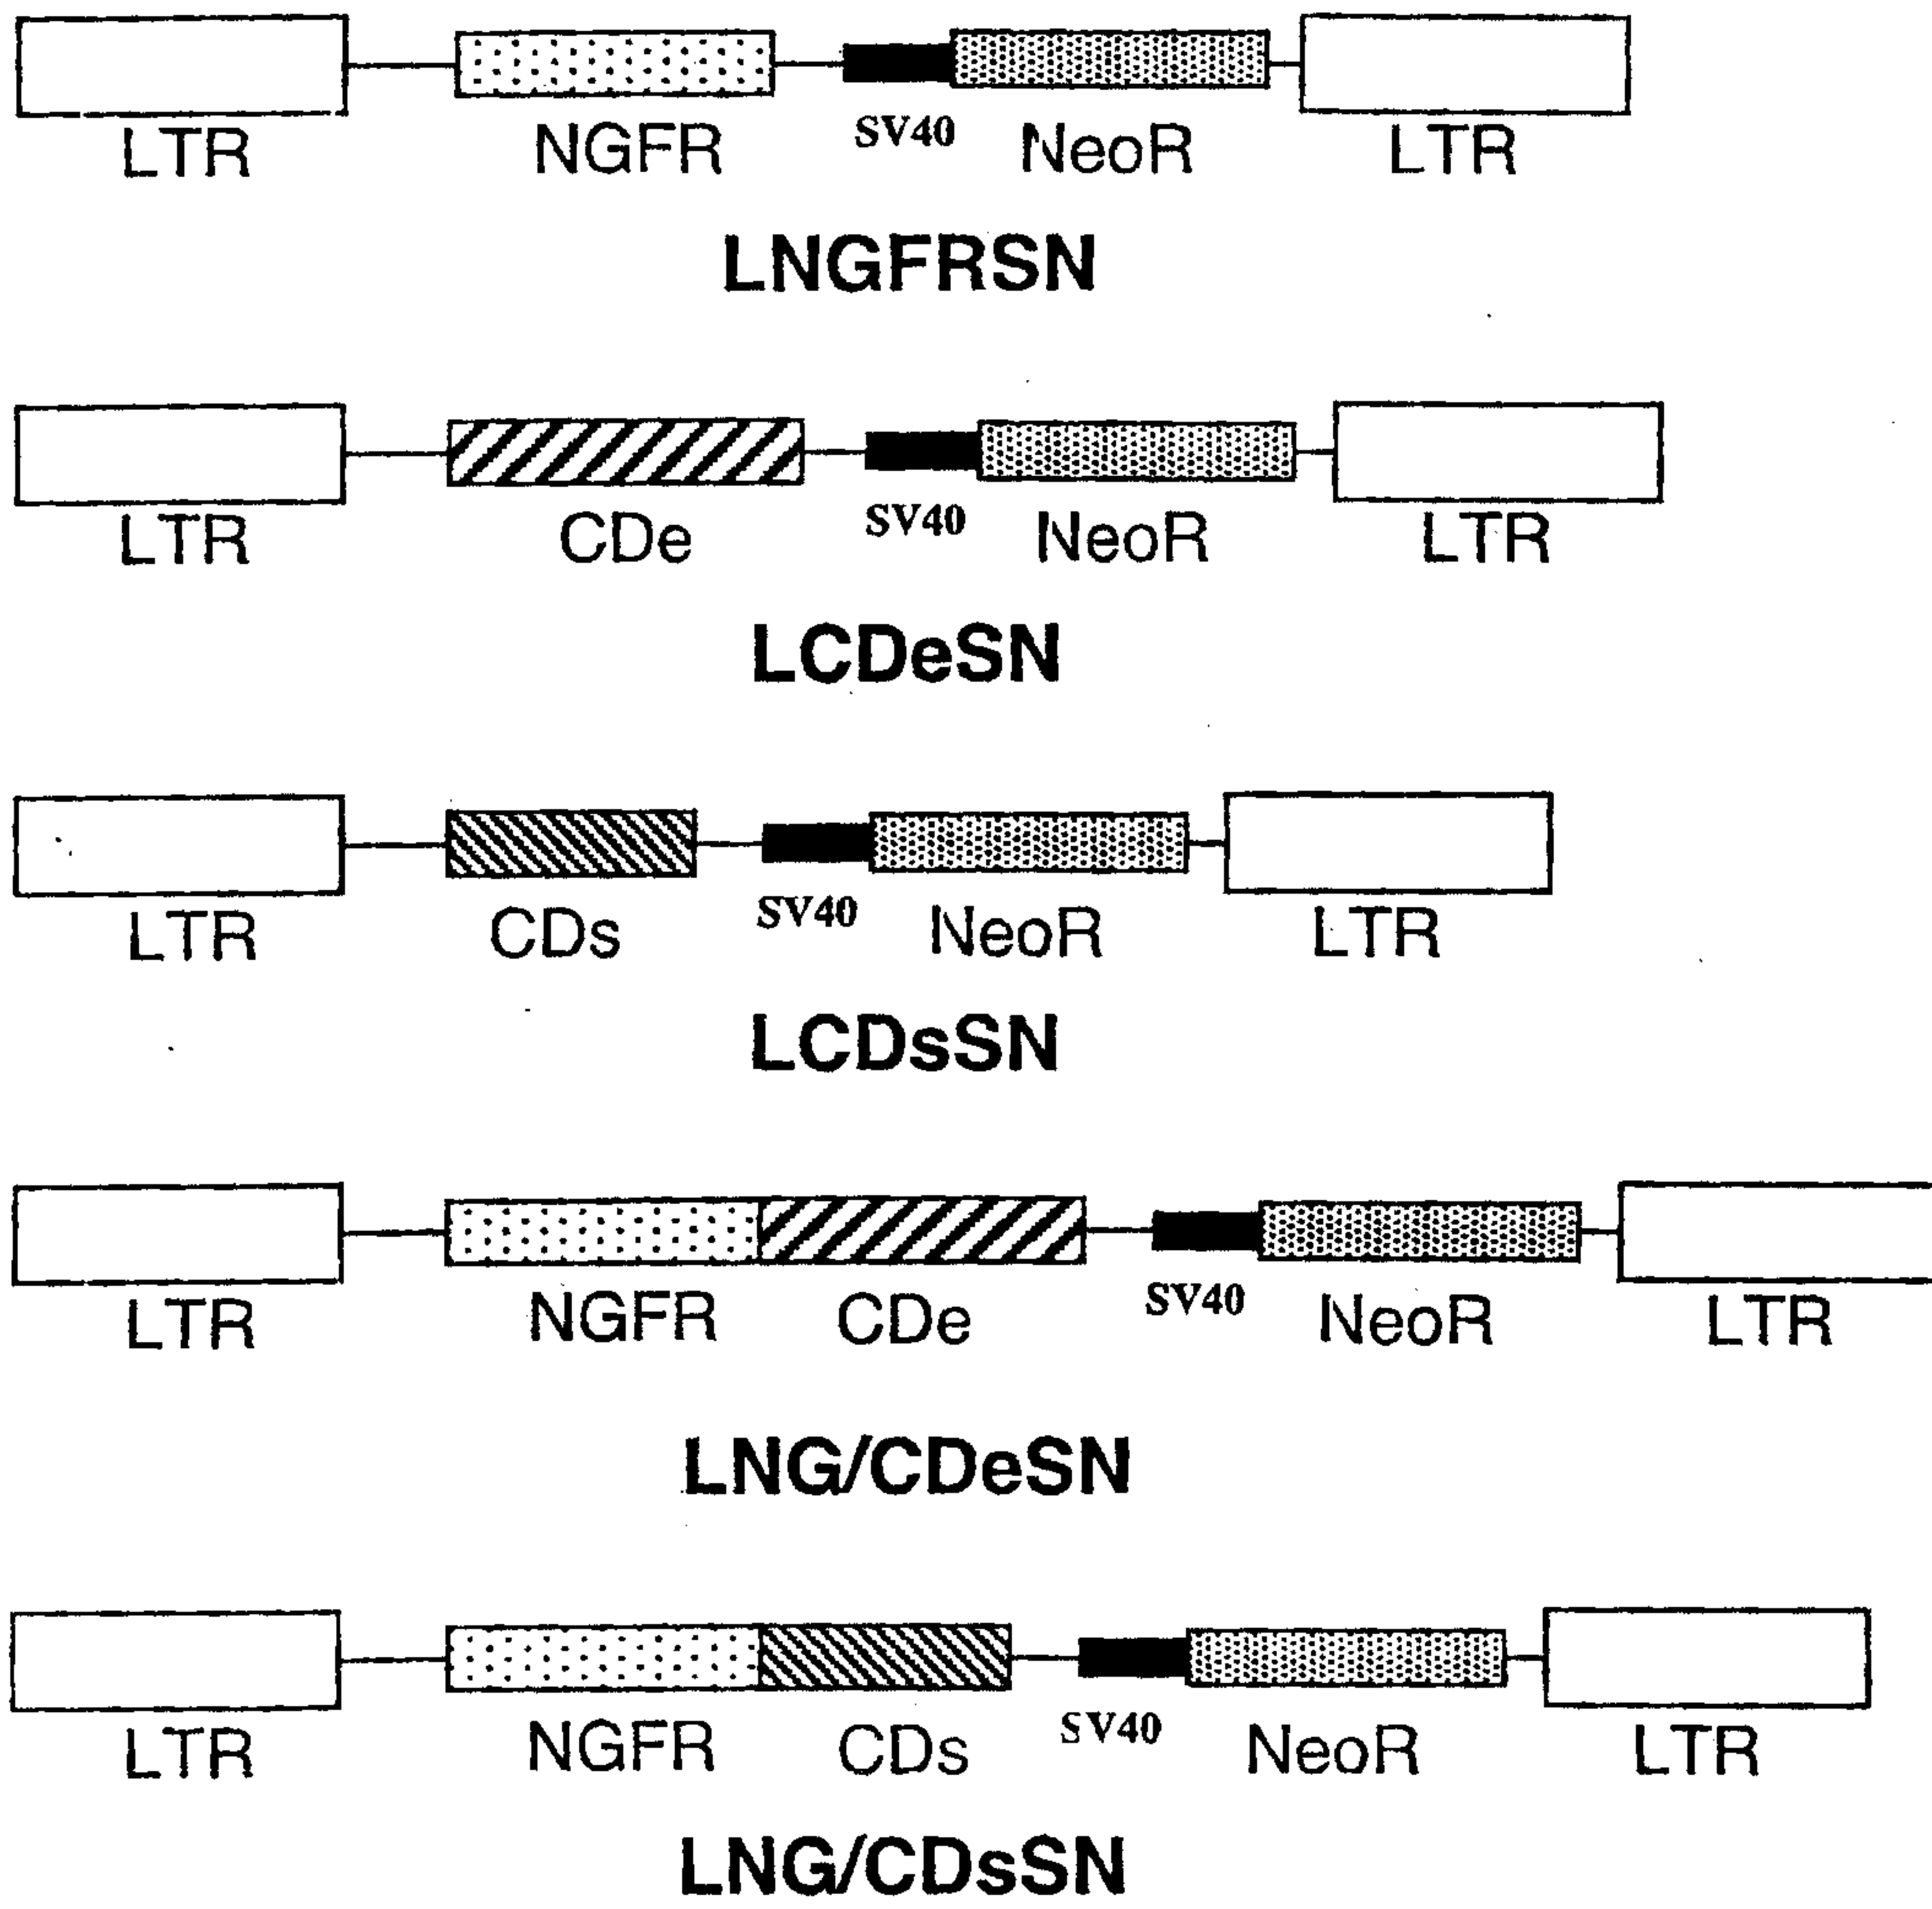 LTR NGFR SV40 NeoR LTR
LNGFRSN
LTR CDe SV40 NeoR LTR
LCDeSN
LTR CDs SV40 NeoR LTR
LCDsSN
LTR NGFR CDe SV40 NeoR LTR
LNG/CDeSN
LTR NGFR CDs SV40 NeoR LTR
LNG/CDsSN